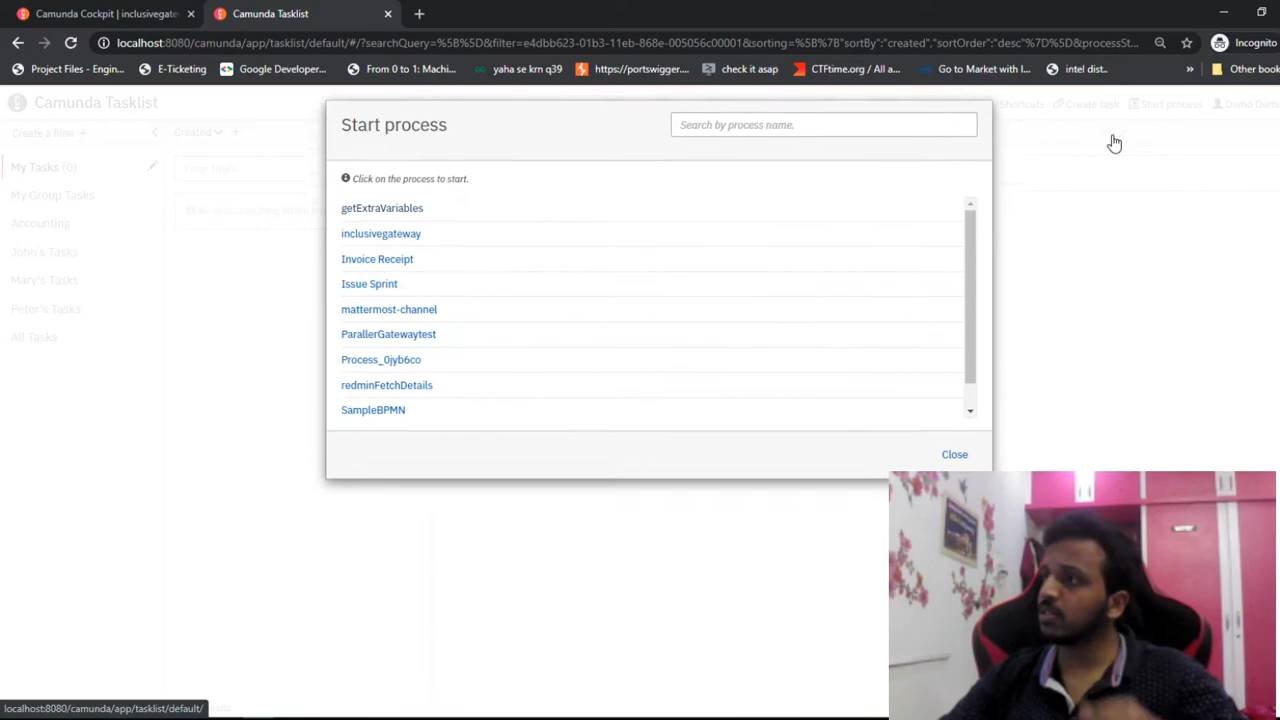 Camunda Cockpit | inclusivegate
Camunda Tasklist
localhost:8080/camunda/app/tasklist/default/#/?searchQuery=%5B%5D&filter=e4dbb623-01b3-11eb-868e-005056c00001&sorting=%5B%7B"sortBy":"created","sortOrder":"desc"%7D%5D&processSt...
Incognito
Project Files - Engin...
E-Ticketing
Google Developer...
From 0 to 1: Machi...
yaha se krn q39
https://portswigger....
check it asap
CTFtime.org / All a...
Go to Market with I...
intel dist..
»
Other book
Camunda Tasklist
Shortcuts
Create task
Start process
Demo Demo
Create a filter +
Created
My Tasks (0)
Filter Tasks
My Group Tasks
Accounting
John's Tasks
Mary's Tasks
Peter's Tasks
All Tasks
Start process
Search by process name.
Click on the process to start.
getExtraVariables
inclusivegateway
Invoice Receipt
Issue Sprint
mattermost-channel
ParallerGatewaytest
Process_0jyb6co
redminFetchDetails
SampleBPMN
Close
localhost:8080/camunda/app/tasklist/default/